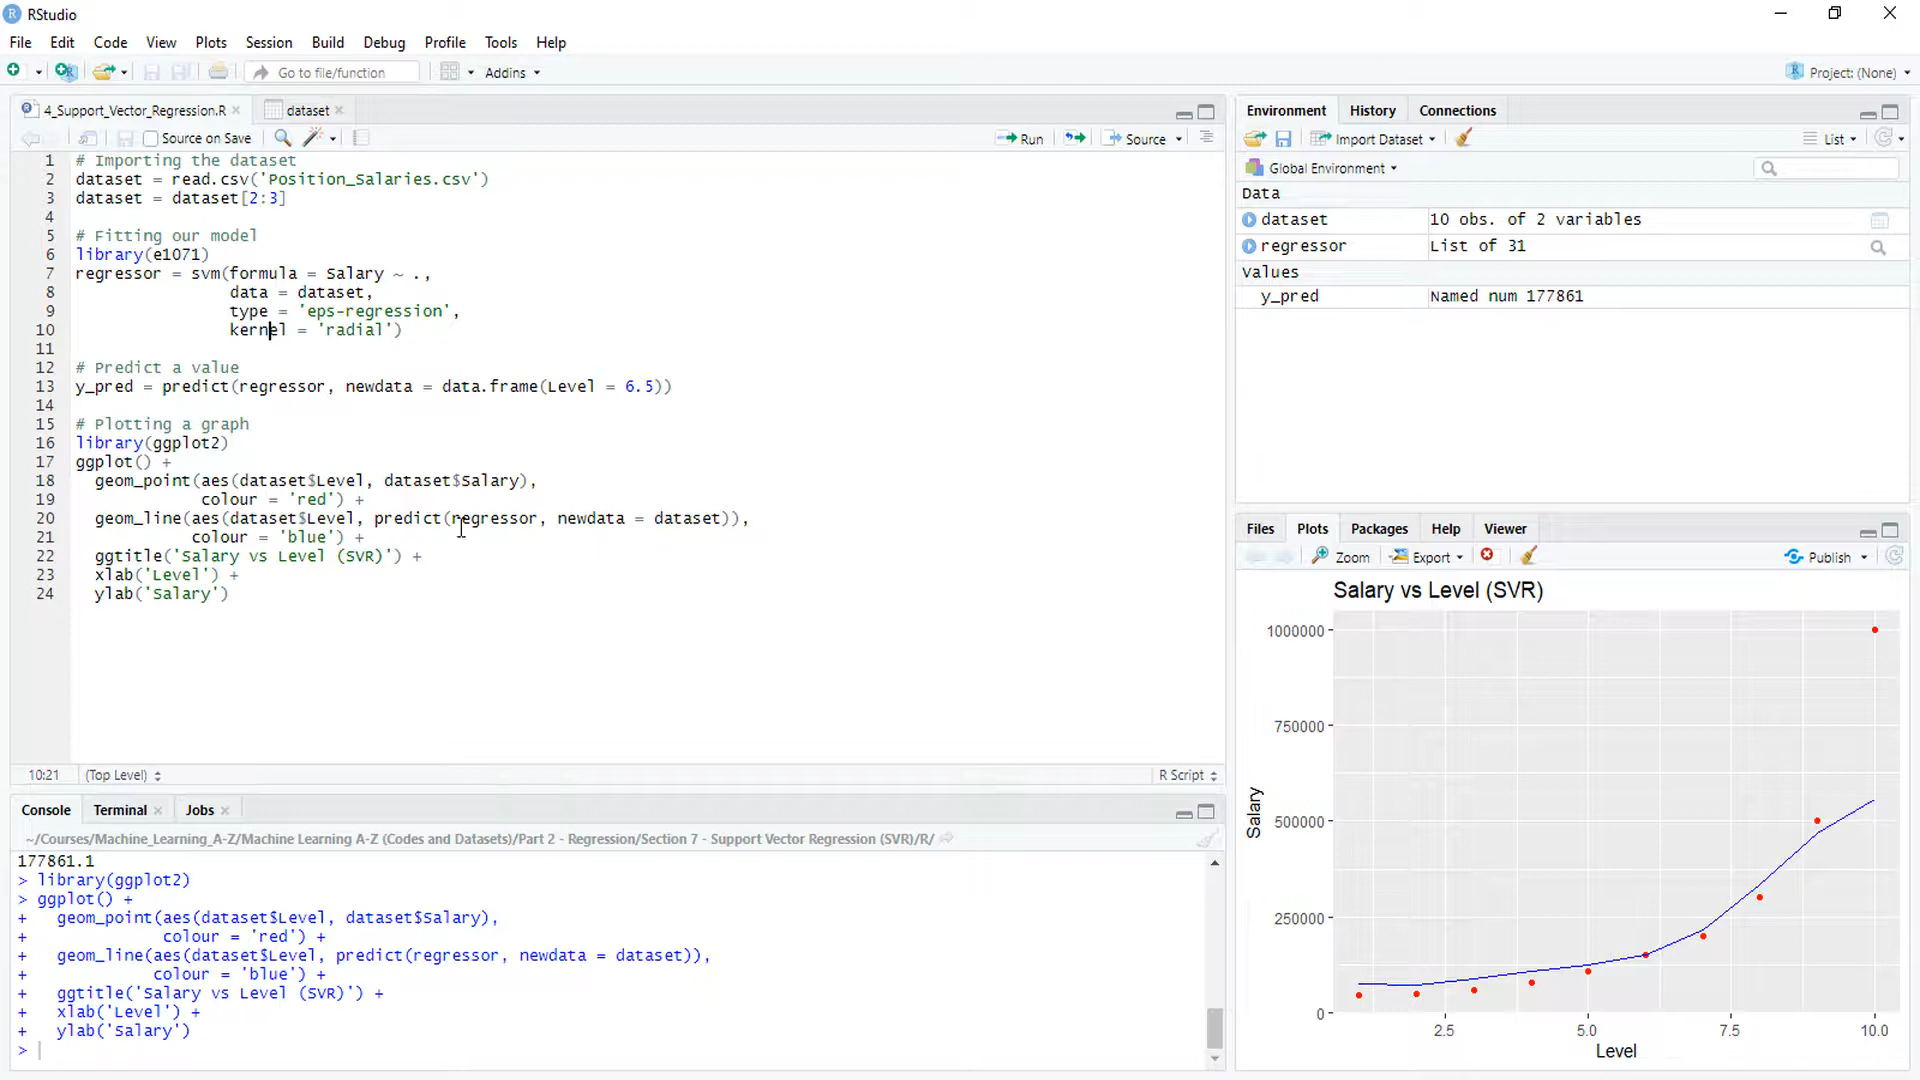 RStudio
File Edit Code View Plots Session Build Debug Profile Tools Help
Go to file/function Addins Project: (None)
4_Support_Vector_Regression.R dataset
Source on Save Run Source
1 # Importing the dataset
2 dataset = read.csv('Position_Salaries.csv')
3 dataset = dataset[2:3]
4
5 # Fitting our model
6 library(e1071)
7 regressor = svm(formula = Salary ~ .,
8 data = dataset,
9 type = 'eps-regression',
10 kernel = 'radial')
11
12 # Predict a value
13 y_pred = predict(regressor, newdata = data.frame(Level = 6.5))
14
15 # Plotting a graph
16 library(ggplot2)
17 ggplot() +
18 geom_point(aes(dataset$Level, dataset$Salary),
19 colour = 'red') +
20 geom_line(aes(dataset$Level, predict(regressor, newdata = dataset)),
21 colour = 'blue') +
22 ggtitle('Salary vs Level (SVR)') +
23 xlab('Level') +
24 ylab('Salary')
10:21 (Top Level) R Script
Console Terminal Jobs
~/Courses/Machine_Learning_A-Z/Machine Learning A-Z (Codes and Datasets)/Part 2 - Regression/Section 7 - Support Vector Regression (SVR)/R/
177861.1
> library(ggplot2)
> ggplot() +
+ geom_point(aes(dataset$Level, dataset$Salary),
+ colour = 'red') +
+ geom_line(aes(dataset$Level, predict(regressor, newdata = dataset)),
+ colour = 'blue') +
+ ggtitle('Salary vs Level (SVR)') +
+ xlab('Level') +
+ ylab('Salary')
>
Environment History Connections
Import Dataset List
Global Environment
Data
dataset 10 obs. of 2 variables
regressor List of 31
Values
y_pred Named num 177861
Files Plots Packages Help Viewer
Zoom Export Publish
Salary vs Level (SVR)
1000000
750000
500000
250000
0
Salary
2.5 5.0 7.5 10.0
Level